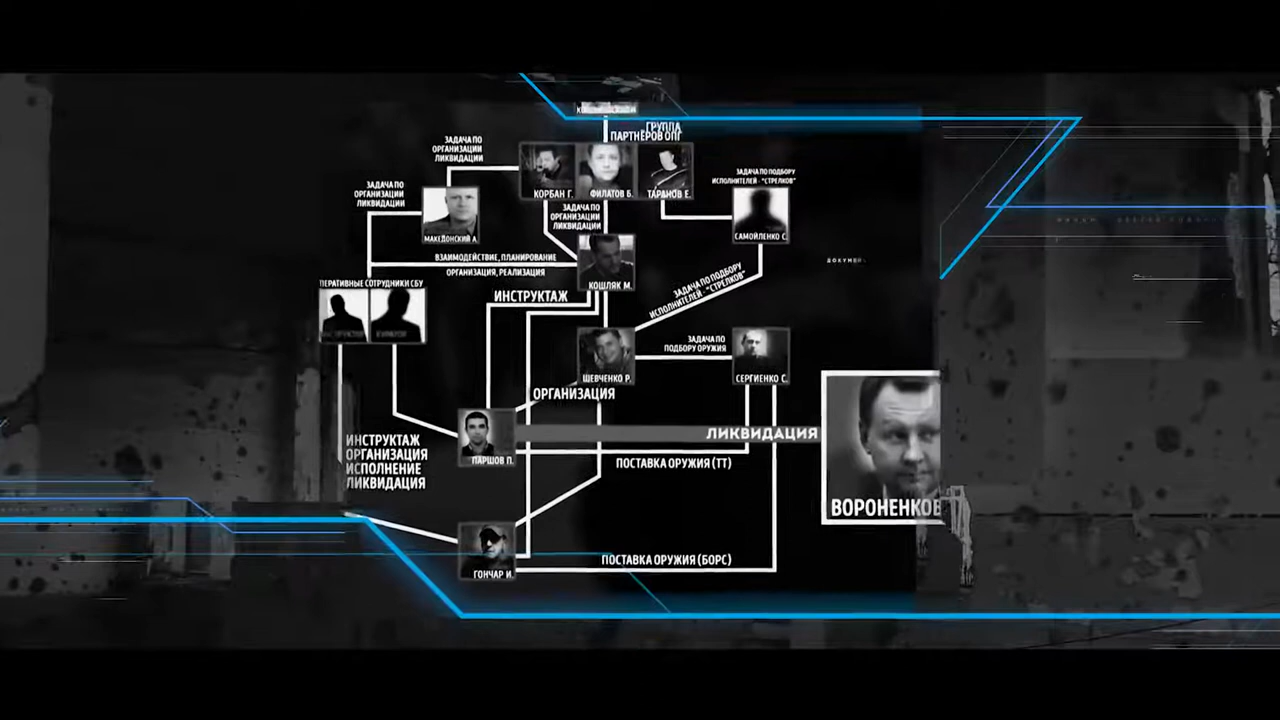 ГРУППА
ПАРТНЁРОВ ОПГ
ЗАДАЧА ПО
ОРГАНИЗАЦИИ
ЛИКВИДАЦИИ
КОРБАН Г.
ФИЛАТОВ Б.
ТАРАНОВ Е.
ЗАДАЧА ПО ПОДБОРУ
ИСПОЛНИТЕЛЕЙ - "СТРЕЛКОВ"
ЗАДАЧА ПО
ОРГАНИЗАЦИИ
ЛИКВИДАЦИИ
МАКЕДОНСКИЙ А.
ЗАДАЧА ПО
ОРГАНИЗАЦИИ
ЛИКВИДАЦИИ
САМОЙЛЕНКО С.
ВЗАИМОДЕЙСТВИЕ, ПЛАНИРОВАНИЕ
ОРГАНИЗАЦИЯ, РЕАЛИЗАЦИЯ
КОШЛЯК М.
ЗАДАЧА ПО ПОДБОРУ
ИСПОЛНИТЕЛЕЙ - "СТРЕЛКОВ"
ПЕРАТИВНЫЕ СОТРУДНИКИ СБУ
ИНСТРУКТАЖ
ЗАДАЧА ПО
ПОДБОРУ ОРУЖИЯ
ШЕВЧЕНКО Р.
СЕРГИЕНКО С.
ОРГАНИЗАЦИЯ
ПАРШОВ П.
ЛИКВИДАЦИЯ
ИНСТРУКТАЖ
ОРГАНИЗАЦИЯ
ИСПОЛНЕНИЕ
ЛИКВИДАЦИЯ
ПОСТАВКА ОРУЖИЯ (ТТ)
ВОРОНЕНКОВ
ПОСТАВКА ОРУЖИЯ (БОРС)
ГОНЧАР И.